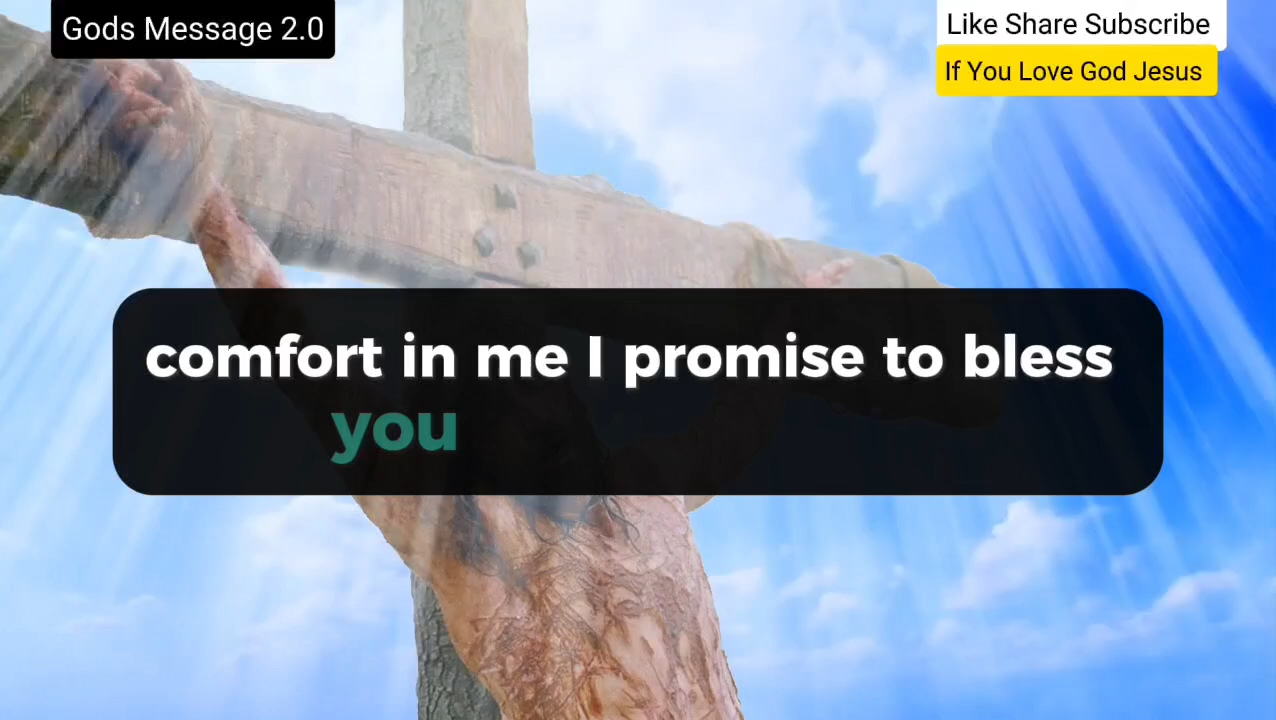 Gods Message 2.0
Like Share Subscribe
If You Love God Jesus
comfort in me I promise to bless
you